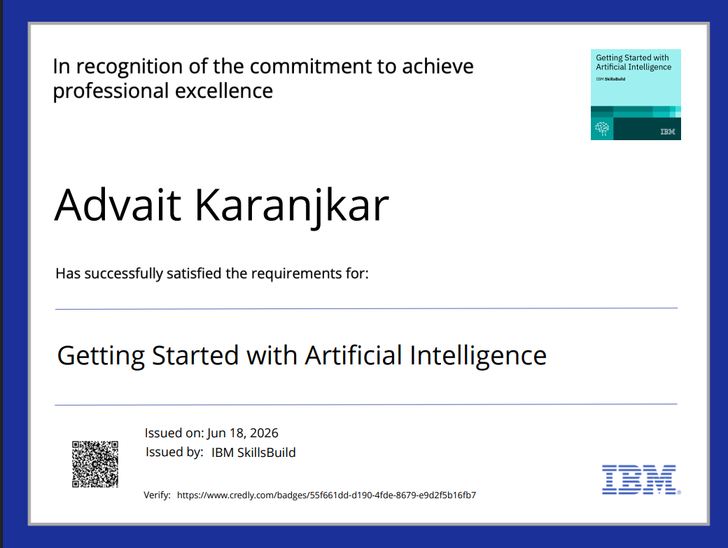 In recognition of the commitment to achieve
professional excellence
Getting Started with
Artificial Intelligence
IBM SkillsBuild
IBM
Advait Karanjkar
Has successfully satisfied the requirements for:
Getting Started with Artificial Intelligence
Issued on: Jun 18, 2026
Issued by: IBM SkillsBuild
Verify: https://www.credly.com/badges/55f661dd-d190-4fde-8679-e9d2f5b16fb7
IBM®